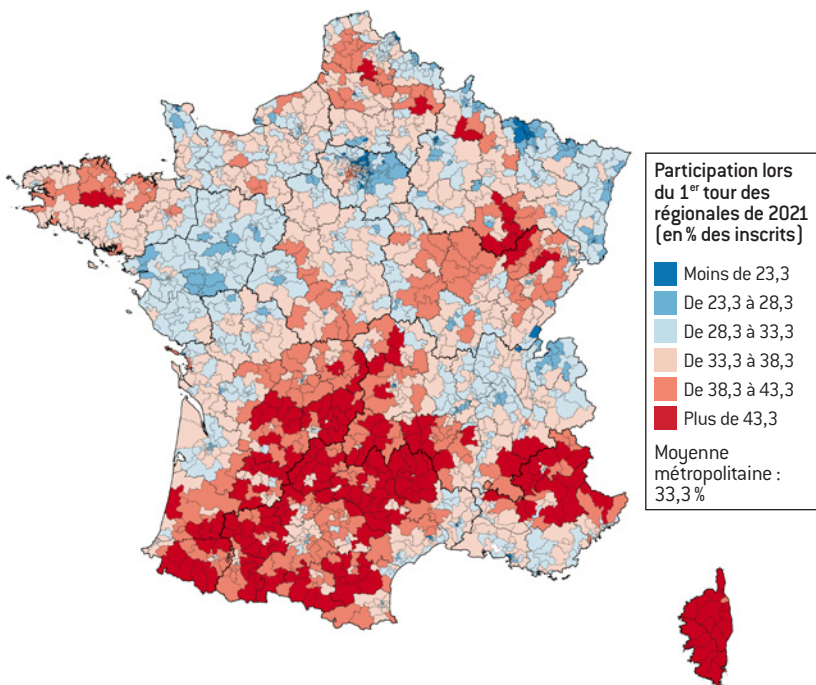 Participation lors
du 1er tour des
régionales de 2021
(en % des inscrits)
Moins de 23,3
De 23,3 à 28,3
De 28,3 à 33,3
De 33,3 à 38,3
De 38,3 à 43,3
Plus de 43,3
Moyenne
métropolitaine :
33,3 %